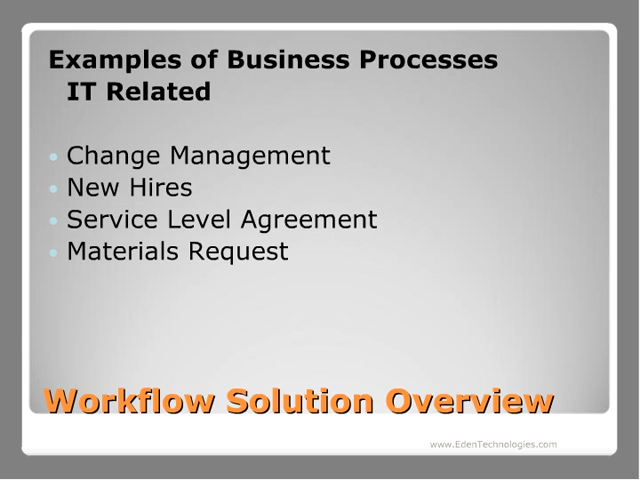 Examples of Business Processes
IT Related
Change Management
New Hires
Service Level Agreement
Materials Request
Workflow Solution Overview
www.EdenTechnologies.com